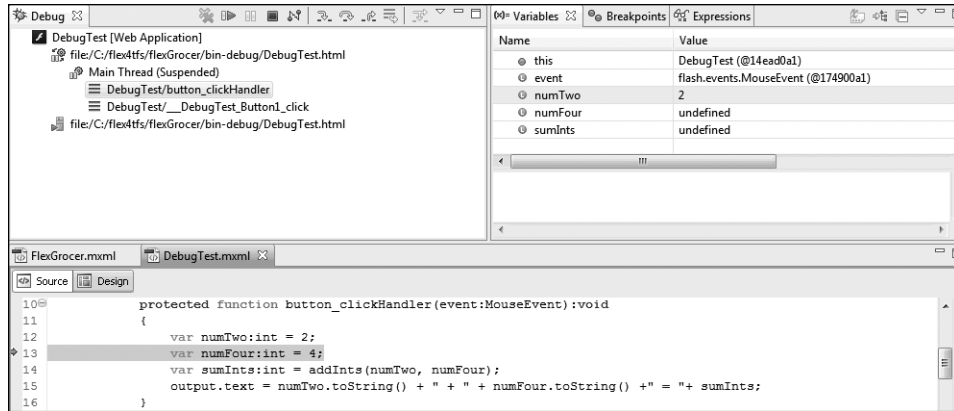 Debug
DebugTest [Web Application]
file:/C:/flex4tfs/flexGrocer/bin-debug/DebugTest.html
Main Thread (Suspended)
DebugTest/button_clickHandler
DebugTest/___DebugTest_Button1_click
file:/C:/flex4tfs/flexGrocer/bin-debug/DebugTest.html
(x)= Variables Breakpoints Expressions
Name Value
this DebugTest (@14ead0a1)
event flash.events.MouseEvent (@174900a1)
numTwo 2
numFour undefined
sumInts undefined
FlexGrocer.mxml DebugTest.mxml
Source Design
10 protected function button_clickHandler(event:MouseEvent):void
11 {
12 var numTwo:int = 2;
13 var numFour:int = 4;
14 var sumInts:int = addInts(numTwo, numFour);
15 output.text = numTwo.toString() + " + " + numFour.toString() +" = "+ sumInts;
16 }